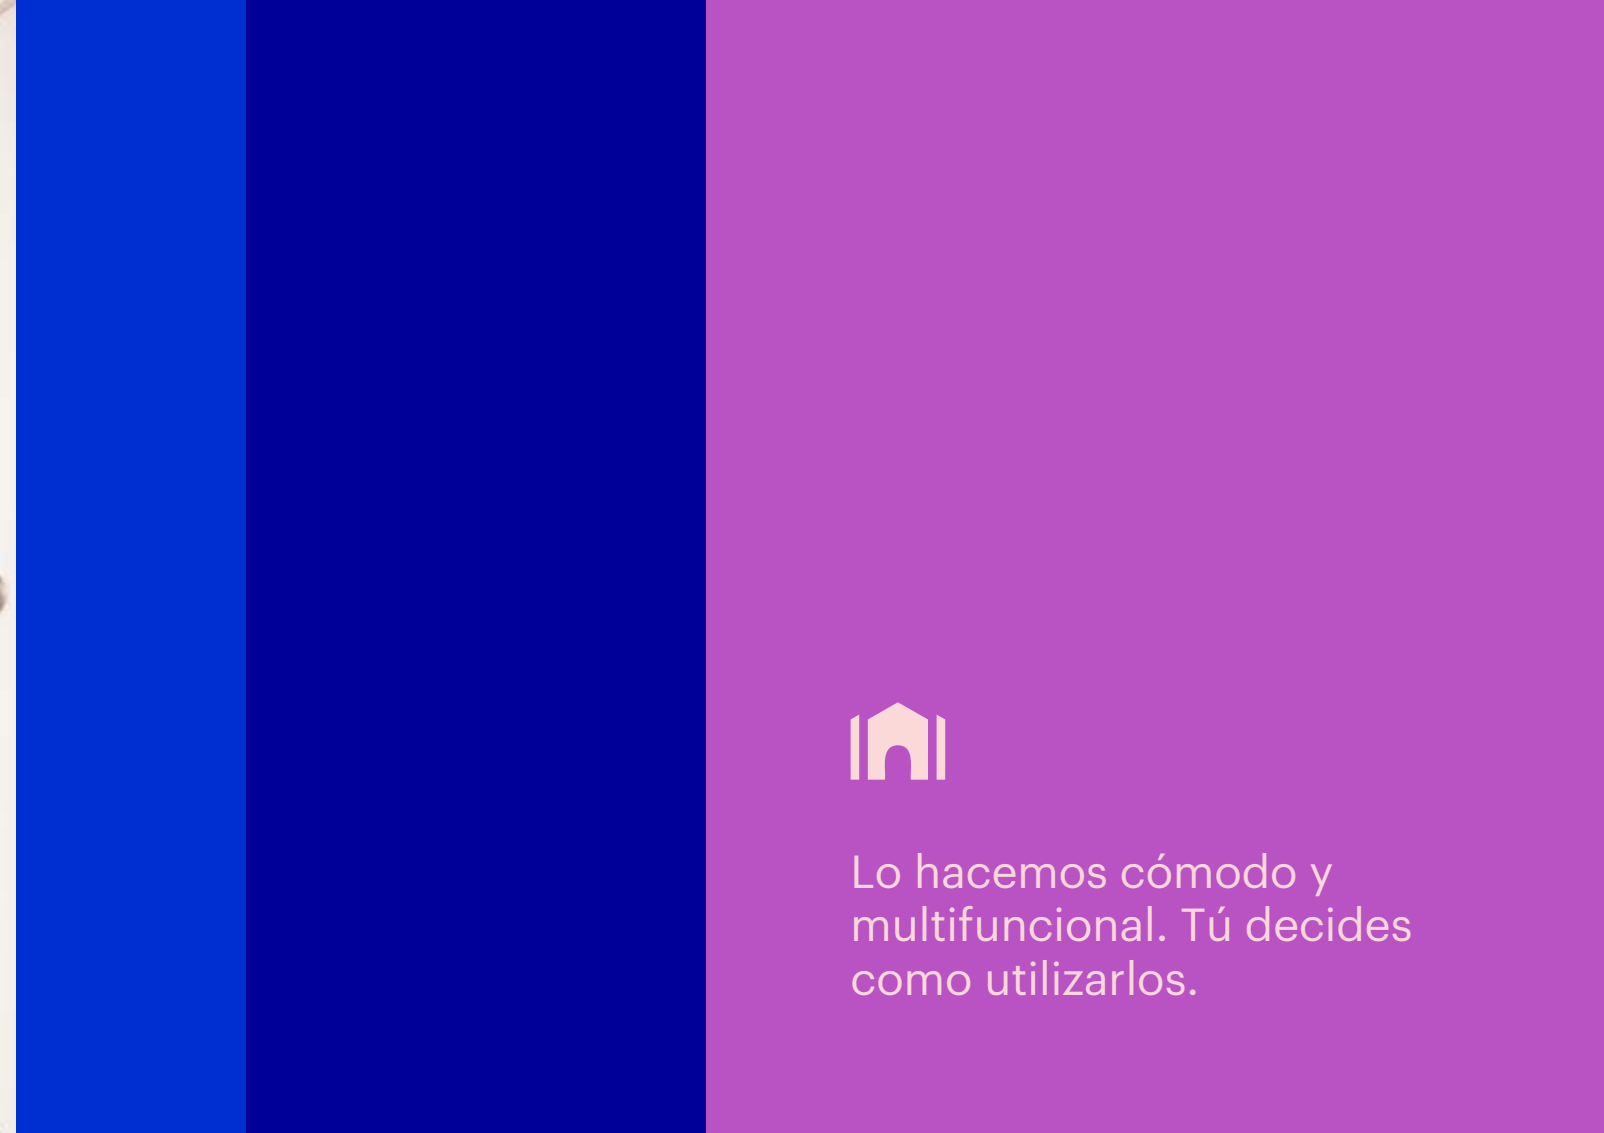 Lo hacemos cómodo y
multifuncional. Tú decides
como utilizarlos.